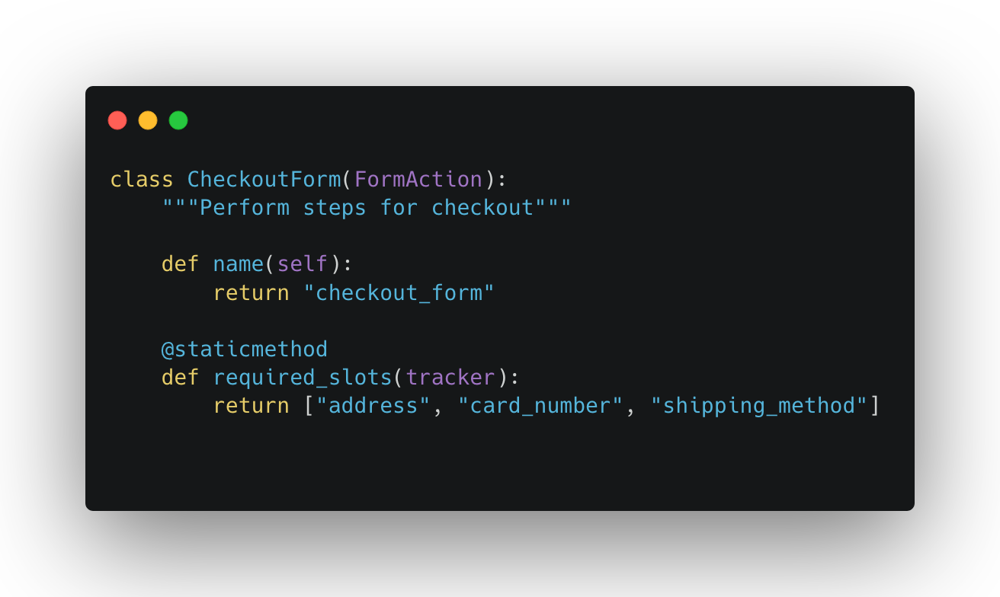 class CheckoutForm(FormAction):
    """Perform steps for checkout"""
    def name(self):
        return "checkout_form"
    @staticmethod
    def required_slots(tracker):
        return ["address", "card_number", "shipping_method"]